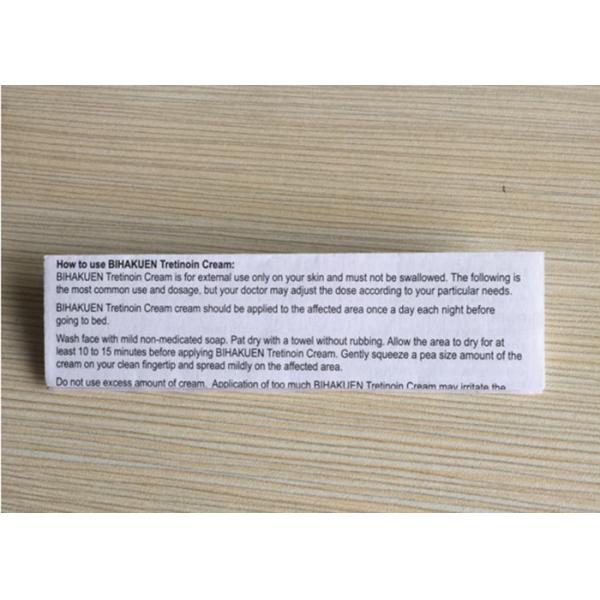 How to use BIHAKUEN Tretinoin Cream:
BIHAKUEN Tretinoin Cream is for external use only on your skin and must not be swallowed. The following is
the most common use and dosage, but your doctor may adjust the dose according to your particular needs.
BIHAKUEN Tretinoin Cream cream should be applied to the affected area once a day each night before
going to bed.
Wash face with mild non-medicated soap. Pat dry with a towel without rubbing. Allow the area to dry for at
least 10 to 15 minutes before applying BIHAKUEN Tretinoin Cream. Gently squeeze a pea size amount of the
cream on your clean fingertip and spread mildly on the affected area.
Do not use excess amount of cream. Application of too much BIHAKUEN Tretinoin Cream may irritate the